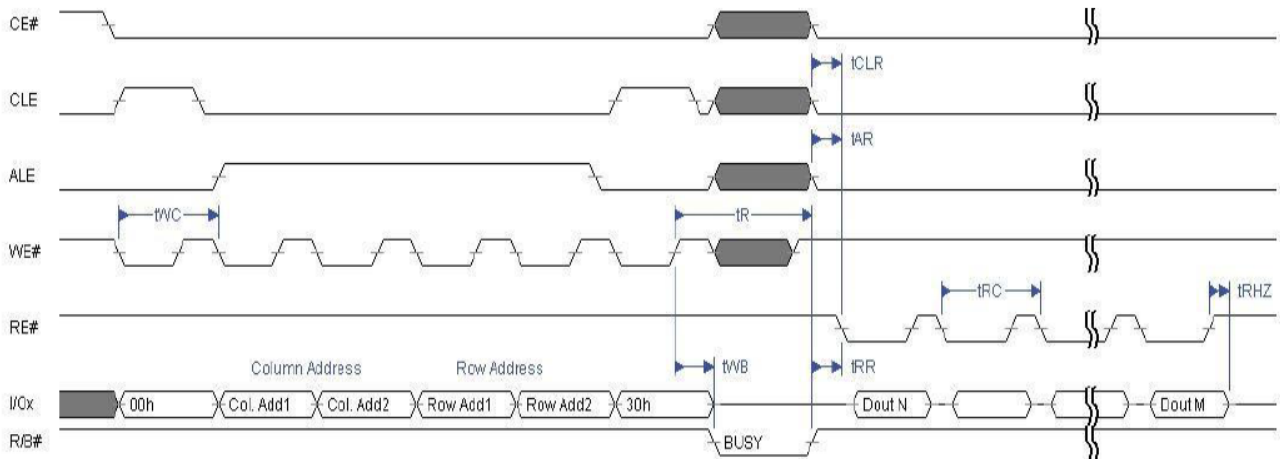 CE#
tCLR
CLE
tAR
ALE
tWC
tR
WE#
tRC
tRHZ
RE#
Column Address
Row Address
tWB
tRR
I/Ox
00h
Col. Add1
Col. Add2
Row Add1
Row Add2
30h
Dout N
Dout M
R/B#
BUSY